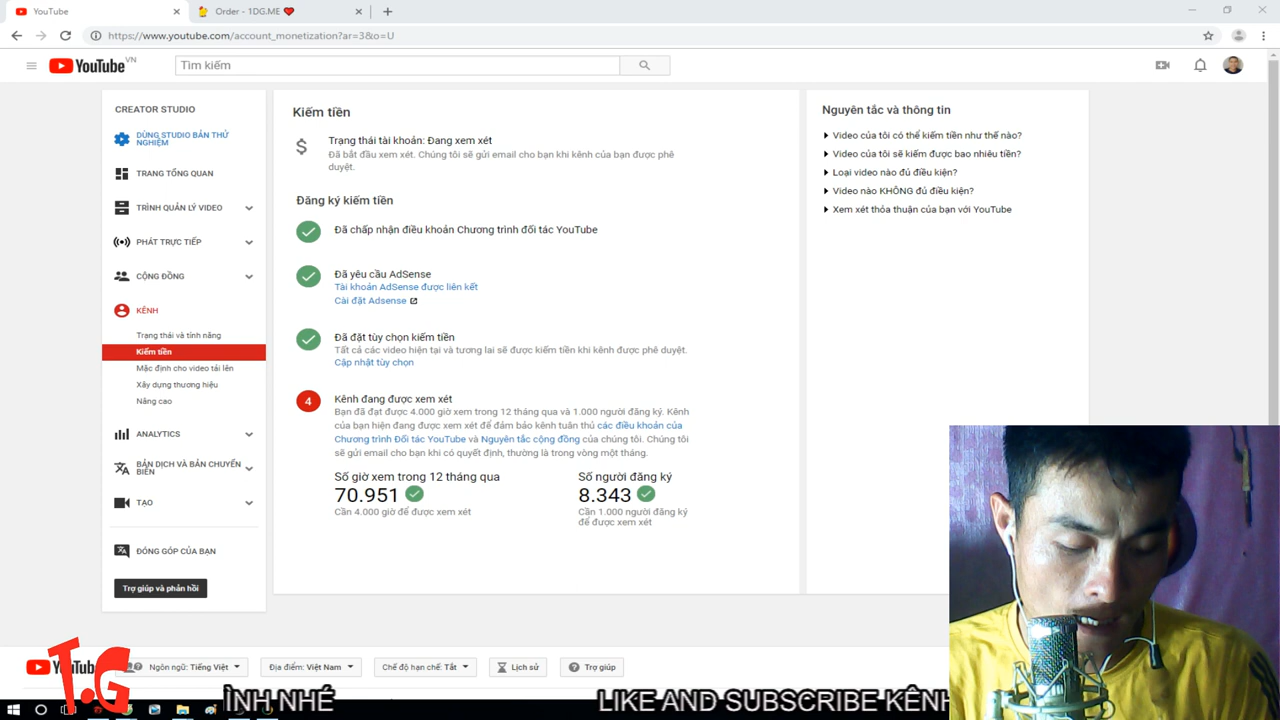 YouTube
Order - 1DG.ME
https://www.youtube.com/account_monetization?ar=3&o=U
YouTube VN
Tìm kiếm
CREATOR STUDIO
DÙNG STUDIO BẢN THỬ
NGHIỆM
TRANG TỔNG QUAN
TRÌNH QUẢN LÝ VIDEO
PHÁT TRỰC TIẾP
CỘNG ĐỒNG
KÊNH
Trạng thái và tính năng
Kiếm tiền
Mặc định cho video tải lên
Xây dựng thương hiệu
Nâng cao
ANALYTICS
BẢN DỊCH VÀ BẢN CHUYỂN
BIÊN
TẠO
ĐÓNG GÓP CỦA BẠN
Trợ giúp và phản hồi
Kiếm tiền
Trạng thái tài khoản: Đang xem xét
Đã bắt đầu xem xét. Chúng tôi sẽ gửi email cho bạn khi kênh của bạn được phê
duyệt.
Đăng ký kiếm tiền
Đã chấp nhận điều khoản Chương trình đối tác YouTube
Đã yêu cầu AdSense
Tài khoản AdSense được liên kết
Cài đặt Adsense
Đã đặt tùy chọn kiếm tiền
Tất cả các video hiện tại và tương lai sẽ được kiếm tiền khi kênh được phê duyệt.
Cập nhật tùy chọn
4
Kênh đang được xem xét
Bạn đã đạt được 4.000 giờ xem trong 12 tháng qua và 1.000 người đăng ký. Kênh
của bạn hiện đang được xem xét để đảm bảo kênh tuân thủ các điều khoản của
Chương trình Đối tác YouTube và Nguyên tắc cộng đồng của chúng tôi. Chúng tôi
sẽ gửi email cho bạn khi có quyết định, thường là trong vòng một tháng.
Số giờ xem trong 12 tháng qua
70.951
Cần 4.000 giờ để được xem xét
Số người đăng ký
8.343
Cần 1.000 người đăng ký
để được xem xét
Nguyên tắc và thông tin
Video của tôi có thể kiếm tiền như thế nào?
Video của tôi sẽ kiếm được bao nhiêu tiền?
Loại video nào đủ điều kiện?
Video nào KHÔNG đủ điều kiện?
Xem xét thỏa thuận của bạn với YouTube
T.G
Ngôn ngữ: Tiếng Việt
Địa điểm: Việt Nam
Chế độ hạn chế: Tắt
Lịch sử
Trợ giúp
ÌNH NHÉ
LIKE AND SUBSCRIBE KÊNH